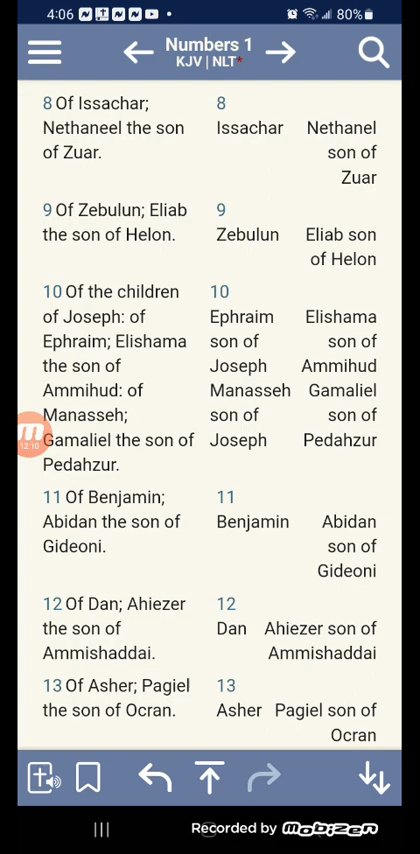 4:06
80%
Numbers 1
KJV | NLT*
8 Of Issachar;
Nethaneel the son
of Zuar.
8
Issachar Nethanel
son of
Zuar
9 Of Zebulun; Eliab
the son of Helon.
9
Zebulun Eliab son
of Helon
10 Of the children
of Joseph: of
Ephraim; Elishama
the son of
Ammihud: of
Manasseh;
Gamaliel the son of
Pedahzur.
10
Ephraim Elishama
son of son of
Joseph Ammihud
Manasseh Gamaliel
son of son of
Joseph Pedahzur
12:10
11 Of Benjamin;
Abidan the son of
Gideoni.
11
Benjamin Abidan
son of
Gideoni
12 Of Dan; Ahiezer
the son of
Ammishaddai.
12
Dan Ahiezer son of
Ammishaddai
13 Of Asher; Pagiel
the son of Ocran.
13
Asher Pagiel son of
Ocran
Recorded by mobizen